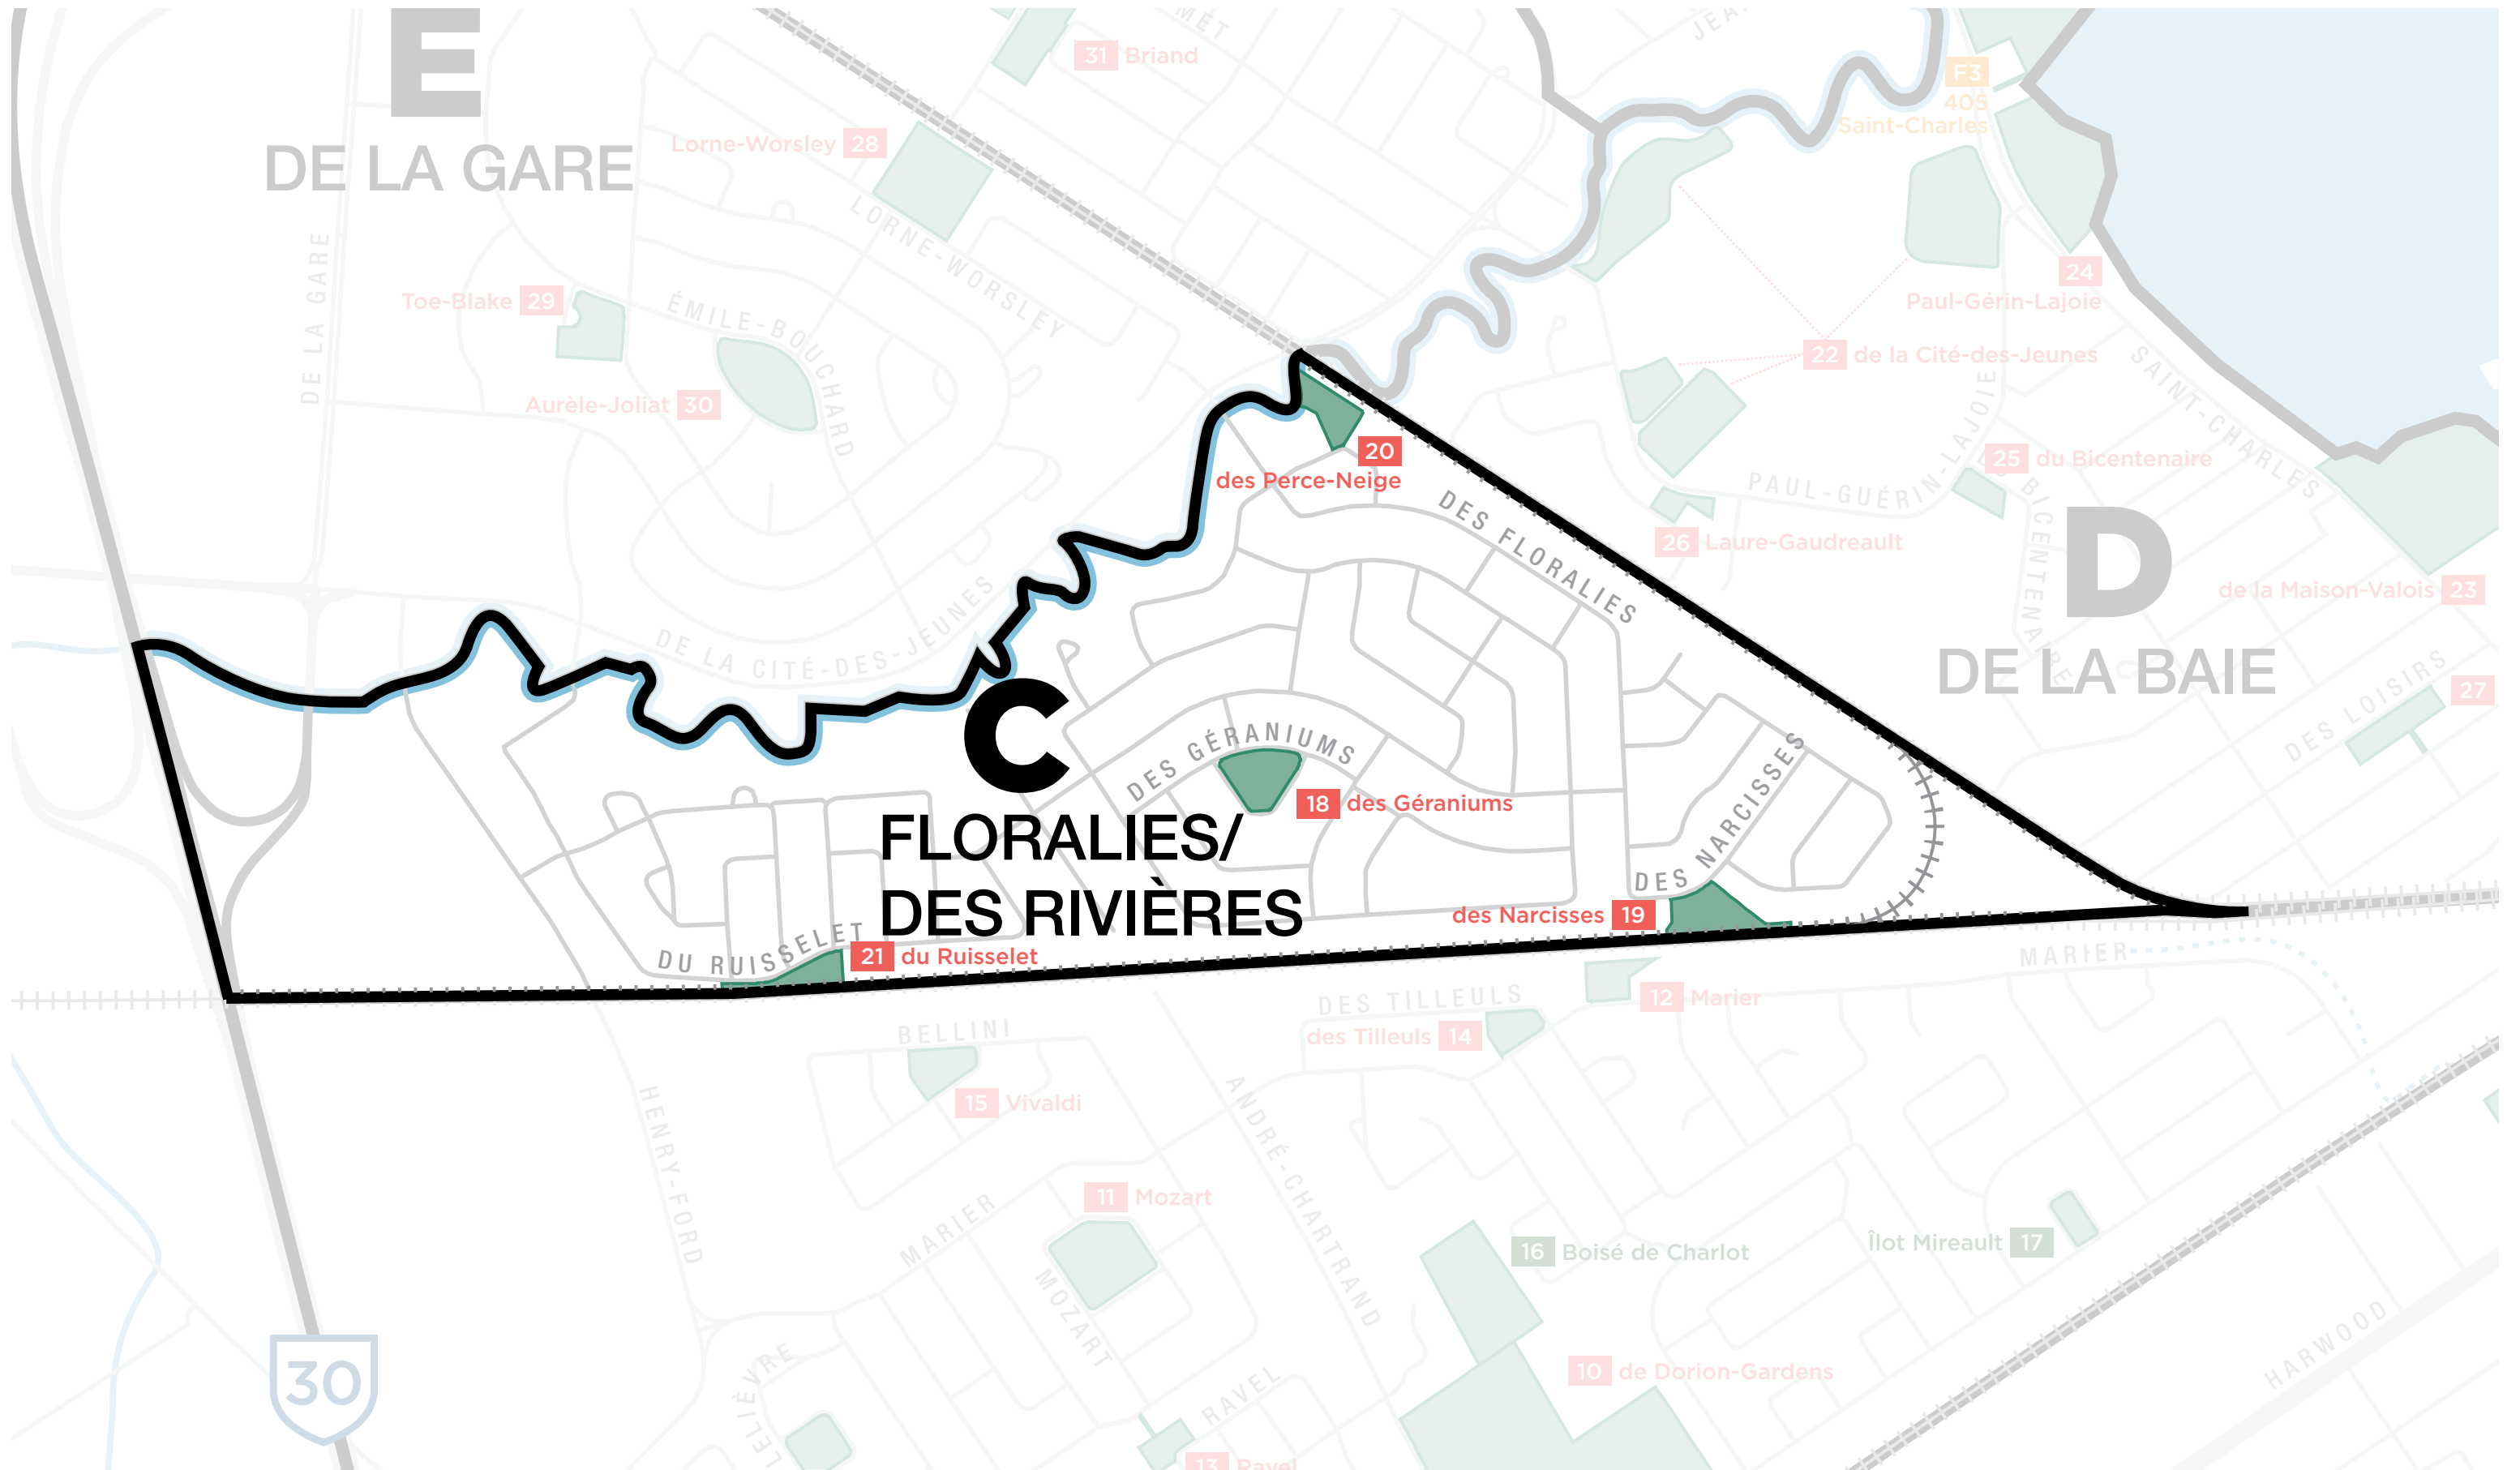 E
DE LA GARE
31 Briand
F3
405
Saint-Charles
Lorne-Worsley 28
LORNE-WORSLEY
DE LA GARE
Toe-Blake 29
ÉMILE-BOUCHARD
Aurèle-Joliat 30
24
Paul-Gérin-Lajoie
22 de la Cité-des-Jeunes
SAINT-CHARLES
20
des Perce-Neige
25 du Bicentenaire
PAUL-GUÉRIN-LAJOIE
BICENTENAIRE
26 Laure-Gaudreault
DES FLORALIES
D
DE LA BAIE
de la Maison-Valois 23
27
DES LOISIRS
DE LA CITÉ-DES-JEUNES
C
FLORALIES/
DES RIVIÈRES
DES GÉRANIUMS
18 des Géraniums
DES NARCISSES
des Narcisses 19
DU RUISSELET
21 du Ruisselet
MARIER
12 Marier
DES TILLEULS
des Tilleuls 14
BELLINI
15 Vivaldi
HENRY-FORD
ANDRÉ-CHARTRAND
11 Mozart
MARIER
MOZART
16 Boisé de Charlot
Îlot Mireault 17
30
10 de Dorion-Gardens
HARWOOD
LELIÈVRE
RAVEL
13 Ravel